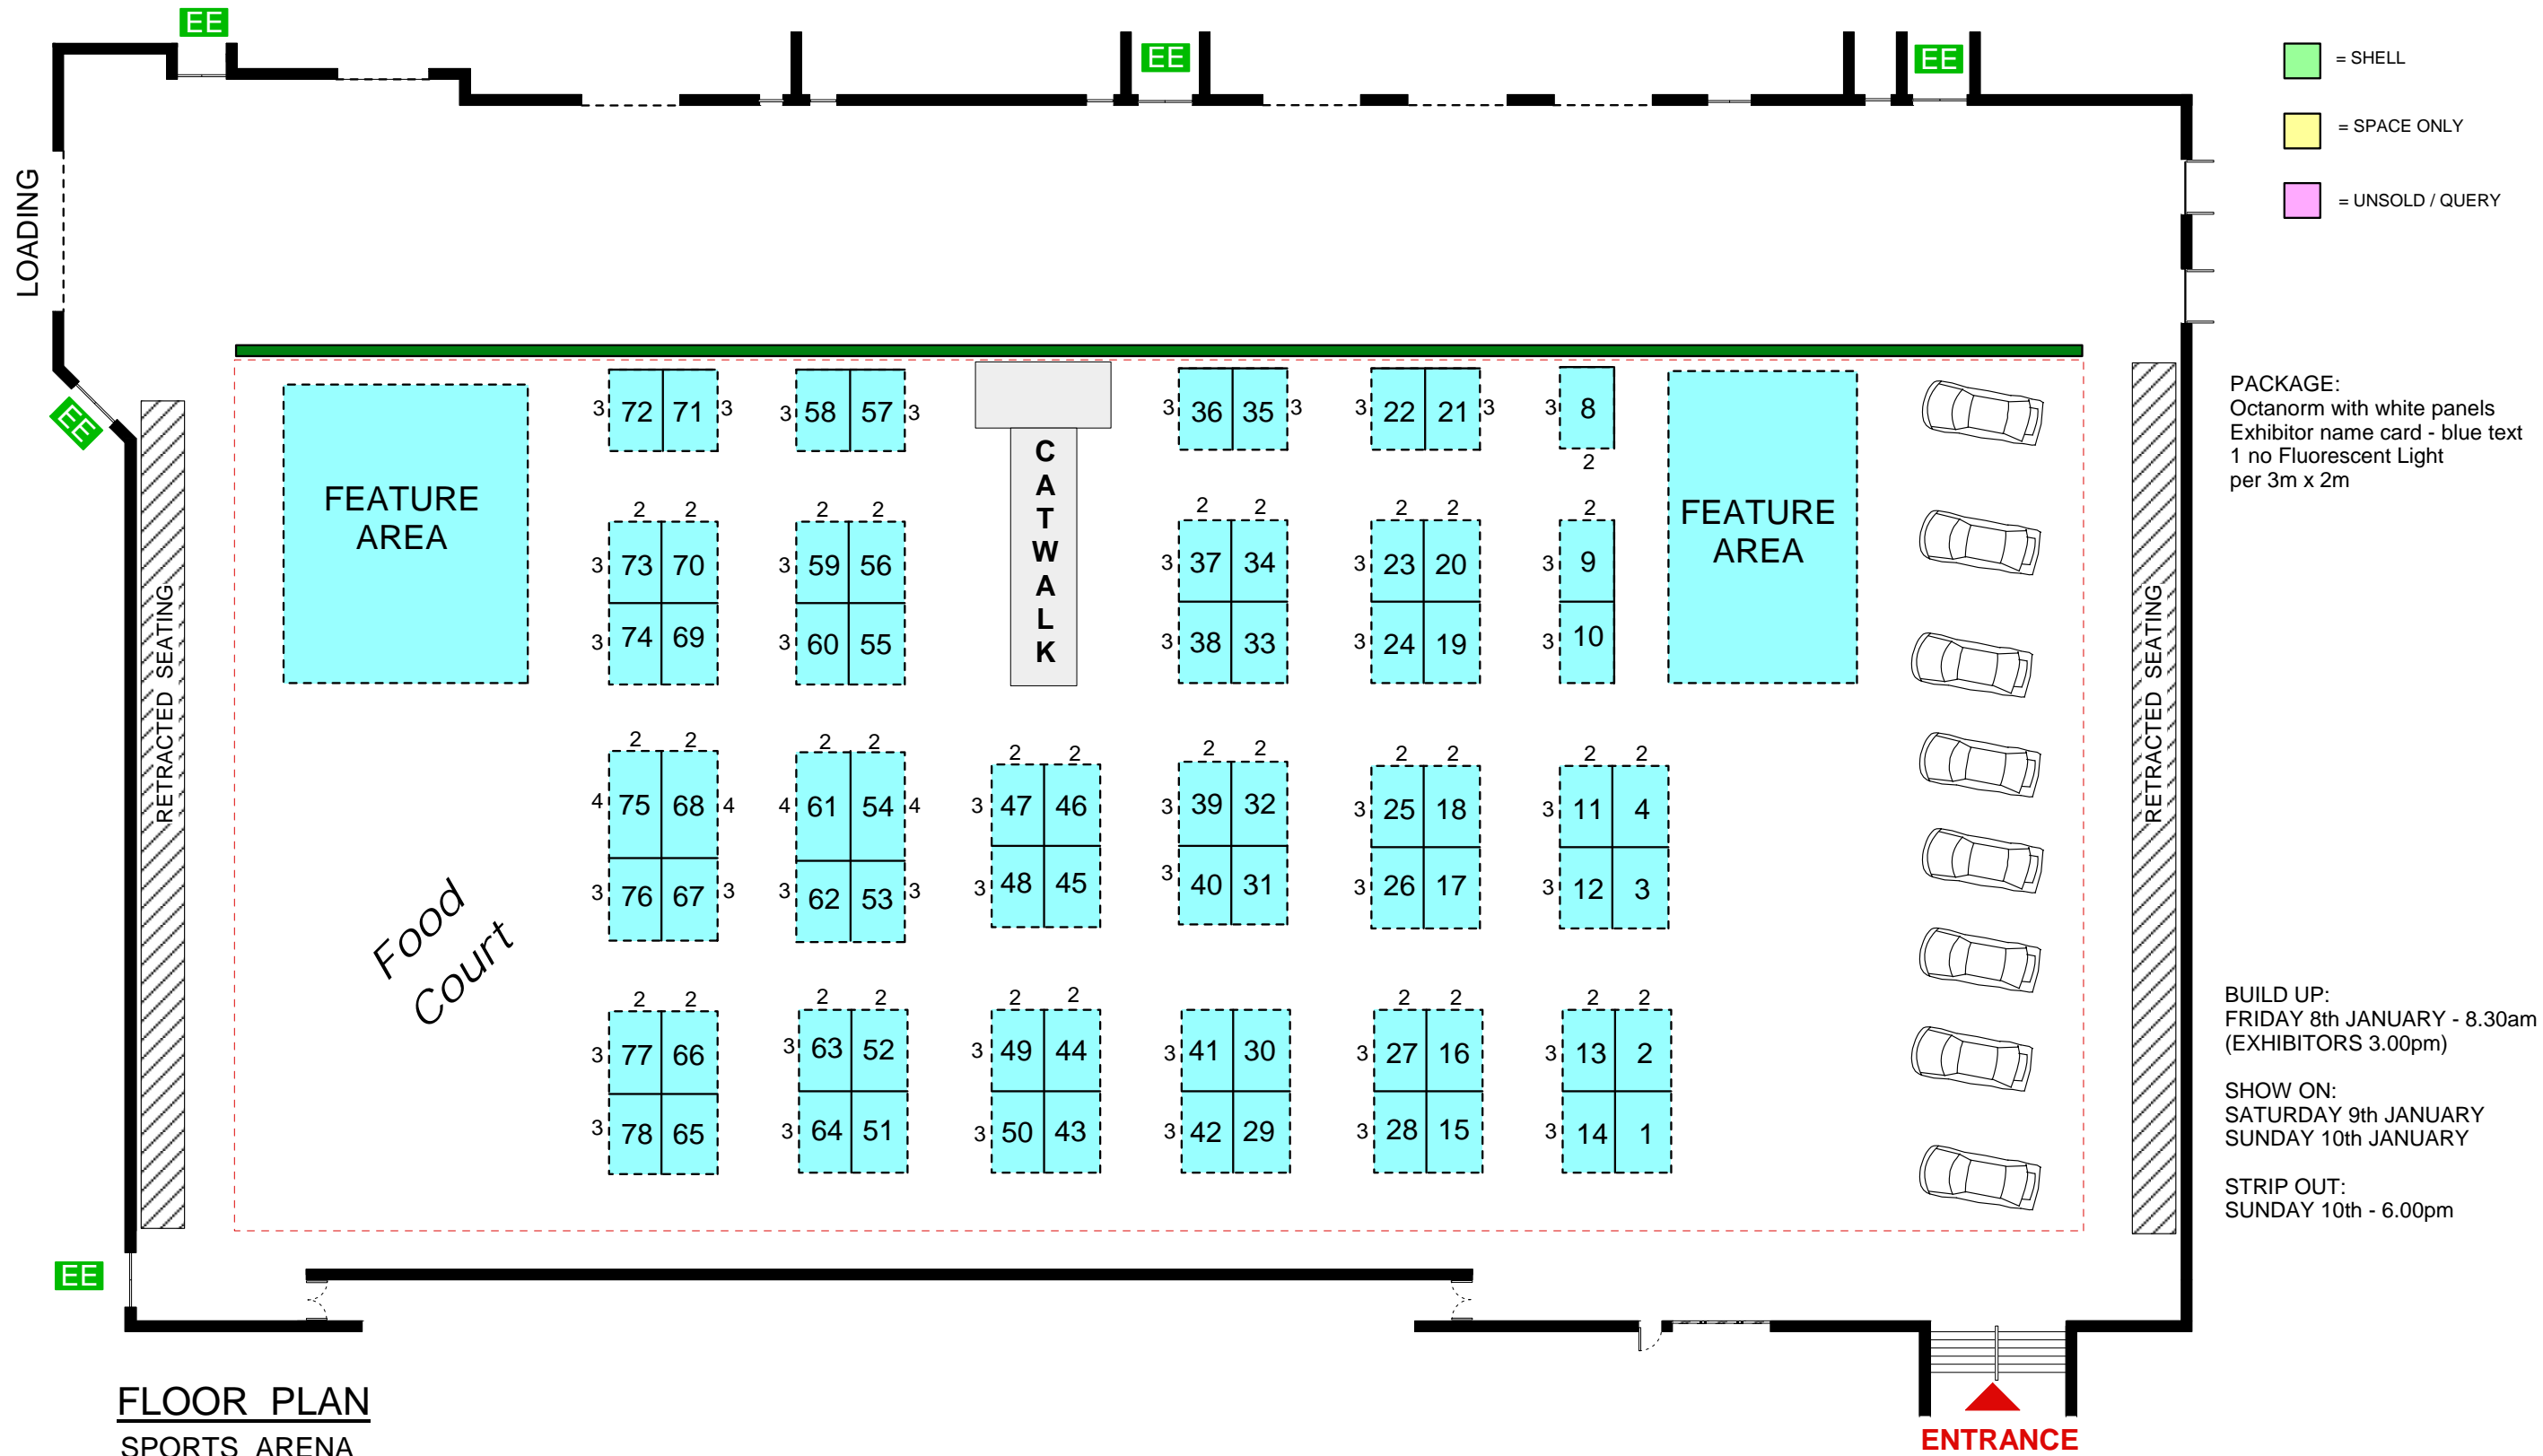 EE
EE
EE
= SHELL
= SPACE ONLY
= UNSOLD / QUERY
LOADING
EE
PACKAGE:
Octanorm with white panels
Exhibitor name card - blue text
1 no Fluorescent Light
per 3m x 2m
3 72 71 3
3 58 57 3
3 36 35 3
3 22 21 3
3 8
2
FEATURE
AREA
CATWALK
FEATURE
AREA
RETRACTED SEATING
RETRACTED SEATING
2 2
2 2
2 2
2 2
2
3 73 70
3 59 56
3 37 34
3 23 20
3 9
3 74 69
3 60 55
3 38 33
3 24 19
3 10
2 2
2 2
2 2
2 2
2 2
2 2
4 75 68 4
4 61 54 4
3 47 46
3 39 32
3 25 18
3 11 4
3 76 67 3
3 62 53 3
3 48 45
3 40 31
3 26 17
3 12 3
Food
Court
2 2
2 2
2 2
2 2
2 2
3 77 66
3 63 52
3 49 44
3 41 30
3 27 16
3 13 2
3 78 65
3 64 51
3 50 43
3 42 29
3 28 15
3 14 1
BUILD UP:
FRIDAY 8th JANUARY - 8.30am
(EXHIBITORS 3.00pm)
SHOW ON:
SATURDAY 9th JANUARY
SUNDAY 10th JANUARY
STRIP OUT:
SUNDAY 10th - 6.00pm
EE
FLOOR PLAN
SPORTS ARENA
ENTRANCE